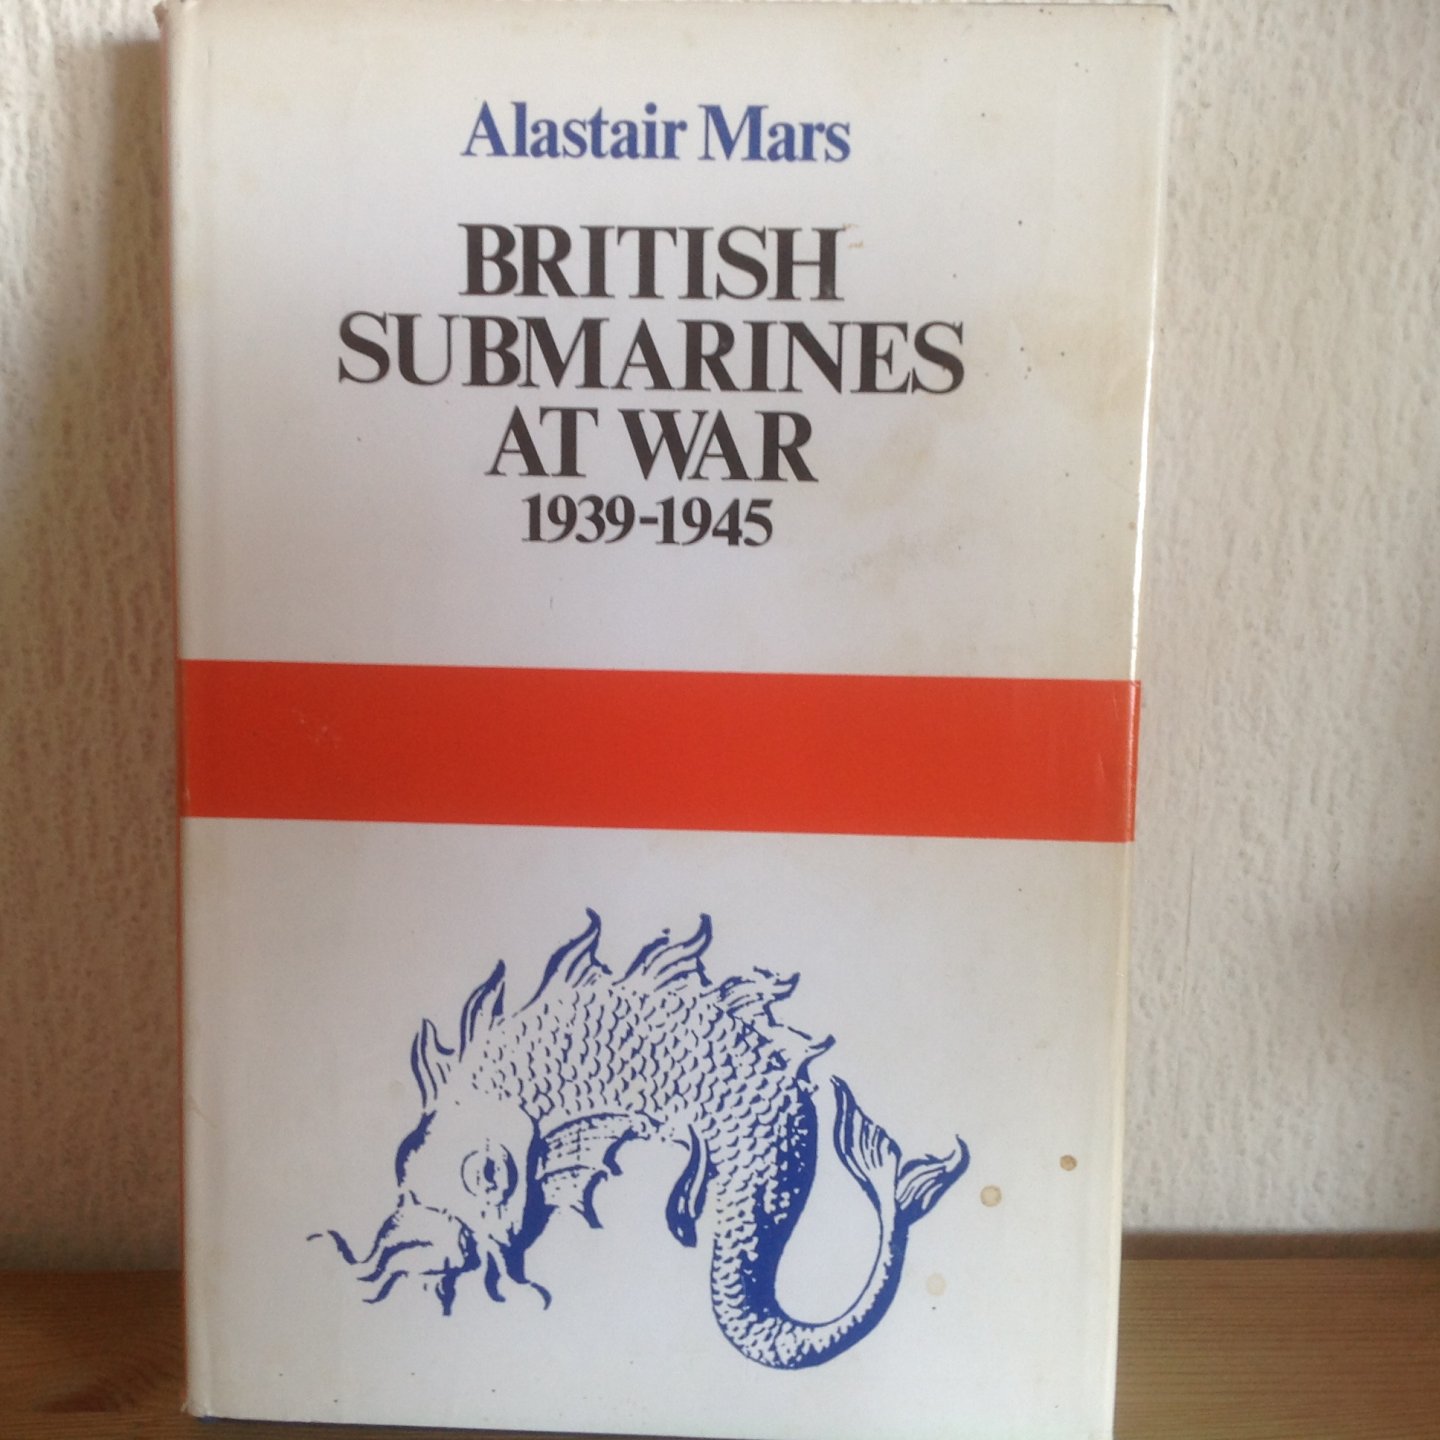 Alastair Mars
BRITISH
SUBMARINES
AT WAR
1939-1945